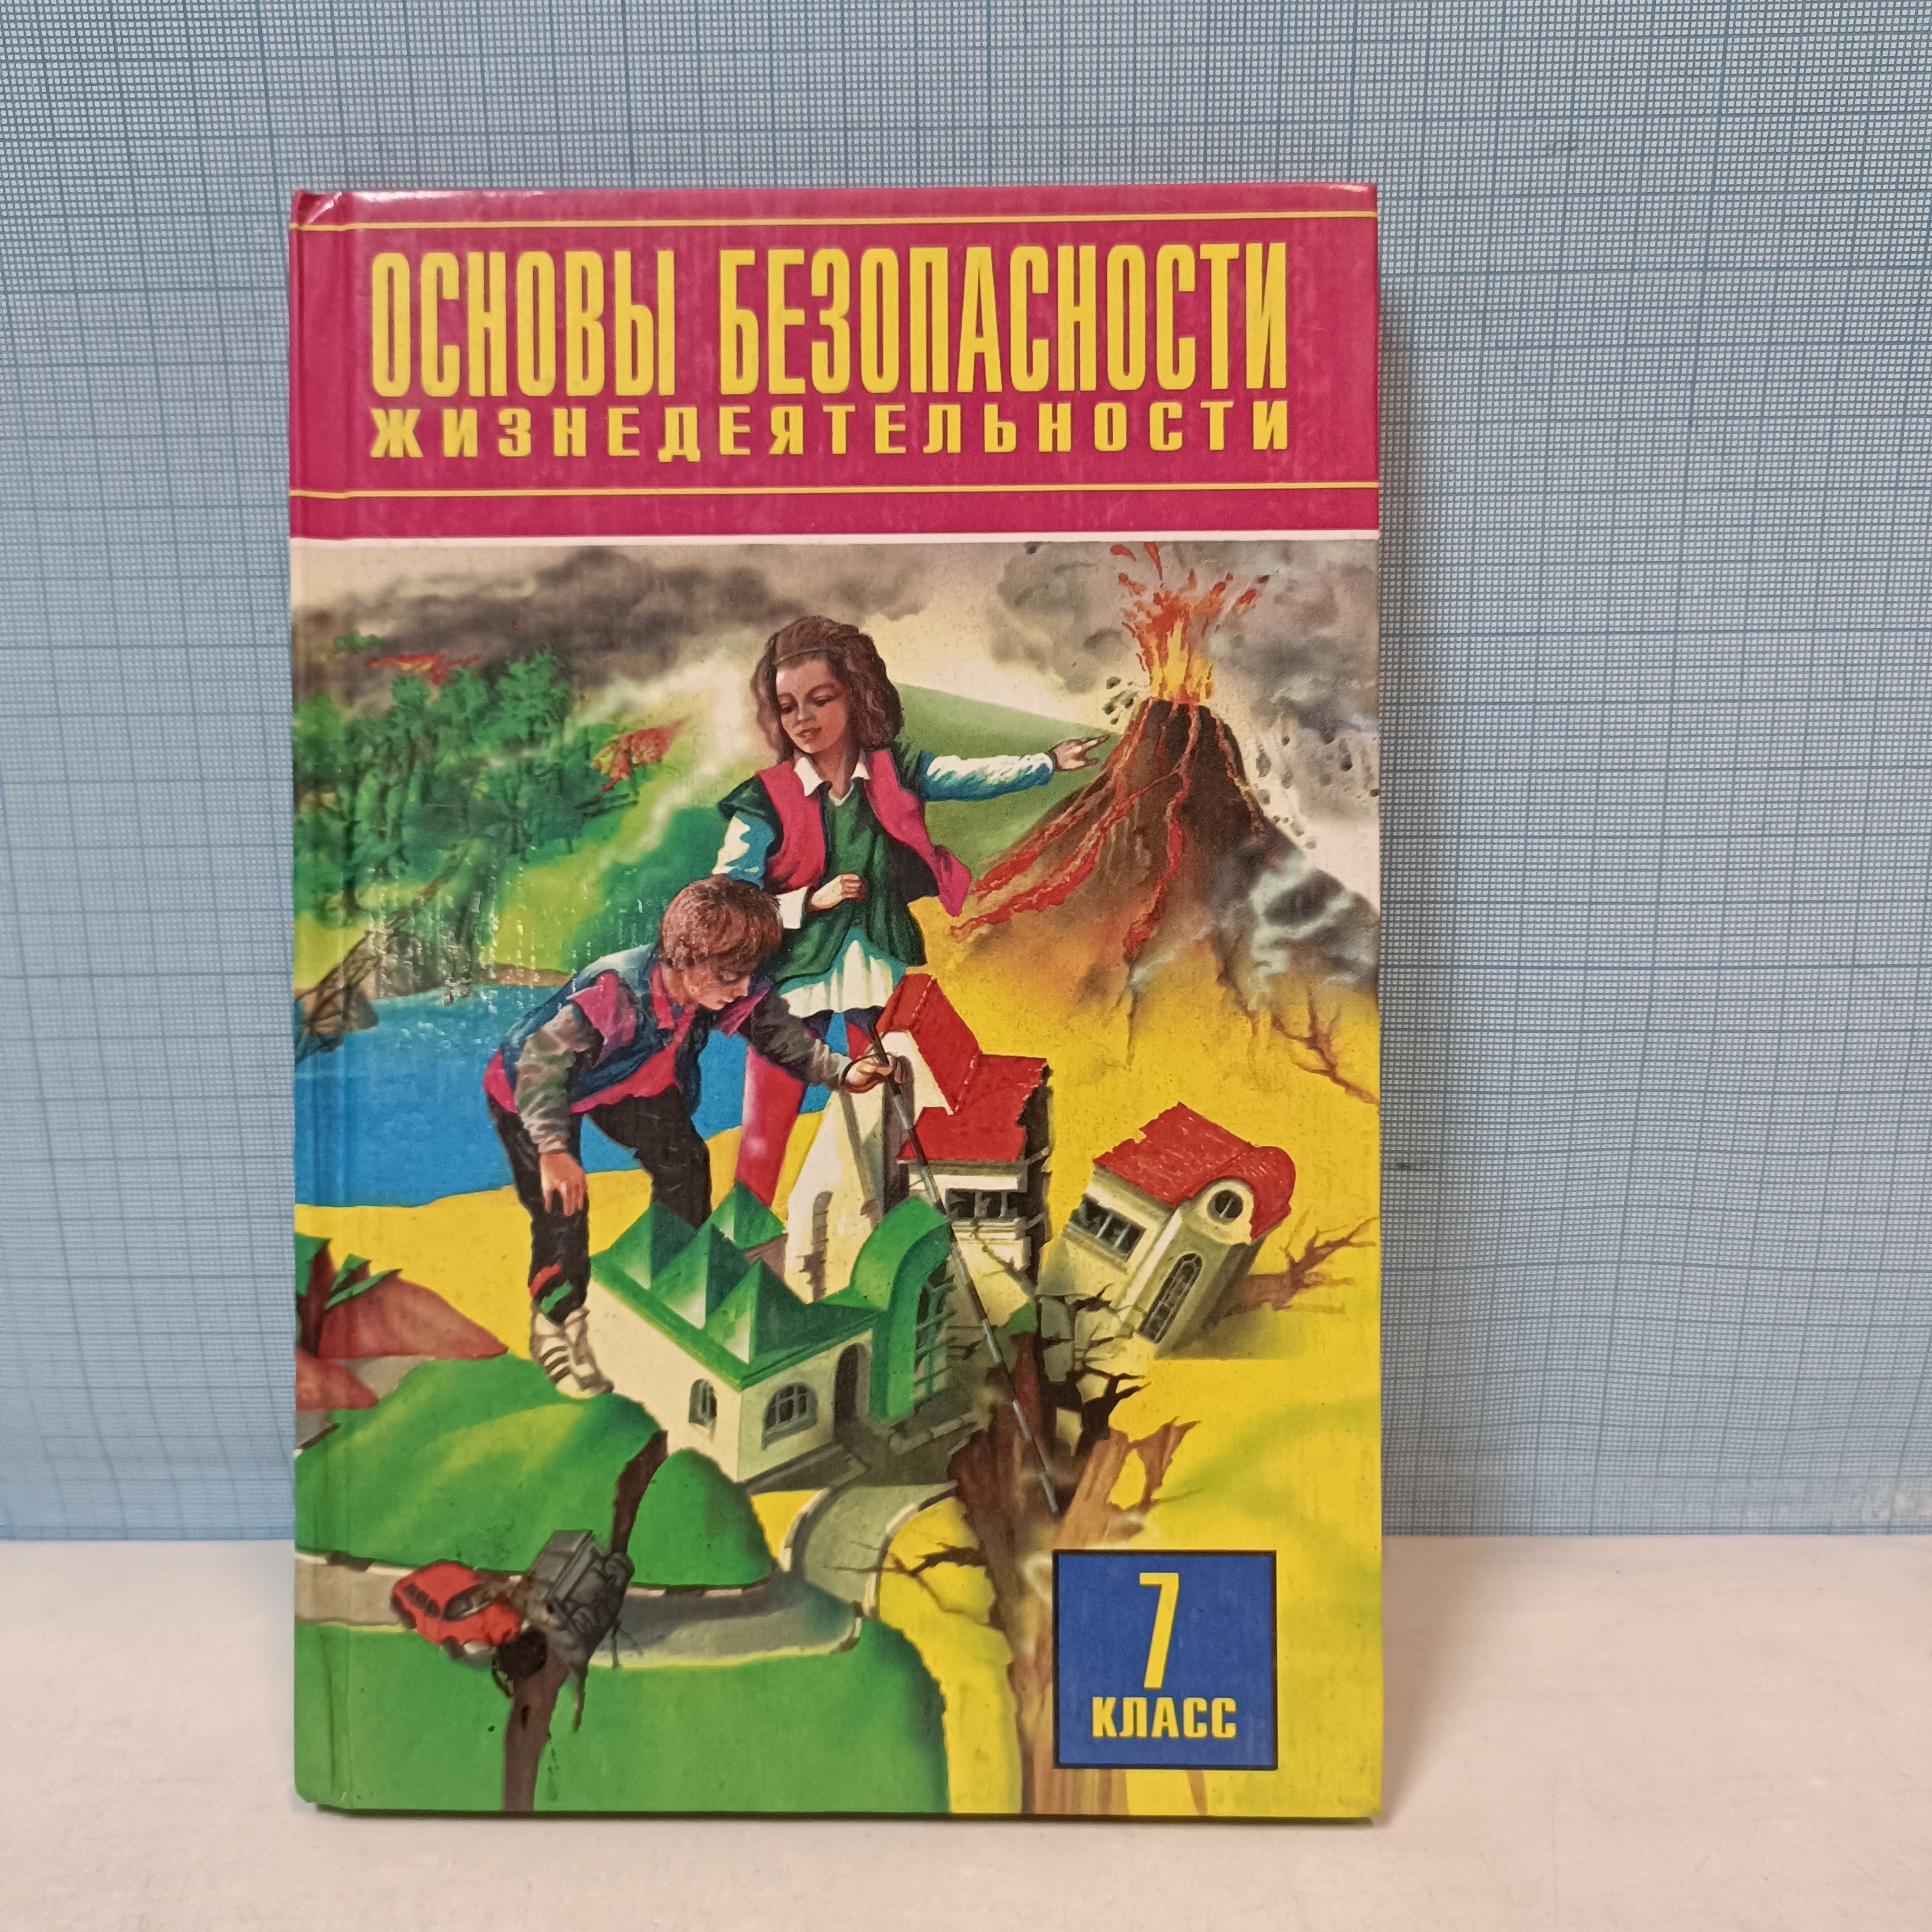 ОСНОВЫ БЕЗОПАСНОСТИ
ЖИЗНЕДЕЯТЕЛЬНОСТИ
7
КЛАСС